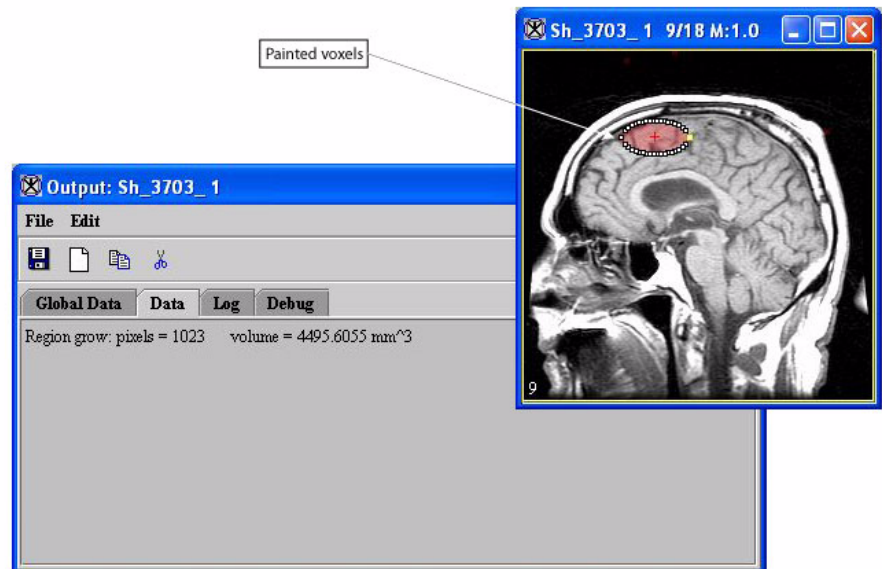 Painted voxels
Sh_3703_ 1 9/18 M:1.0
9
Output: Sh_3703_ 1
File Edit
Global Data Data Log Debug
Region grow: pixels = 1023 volume = 4495.6055 mm^3